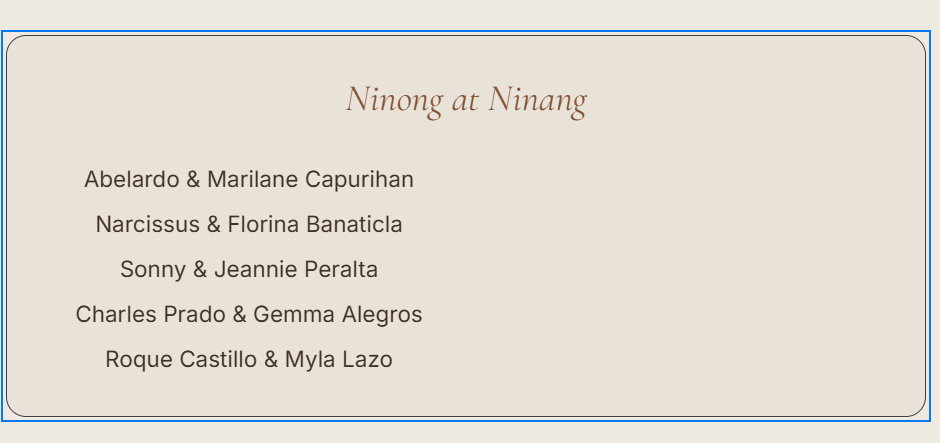 Ninong at Ninang
Abelardo & Marilane Capurihan
Narcissus & Florina Banaticla
Sonny & Jeannie Peralta
Charles Prado & Gemma Alegros
Roque Castillo & Myla Lazo